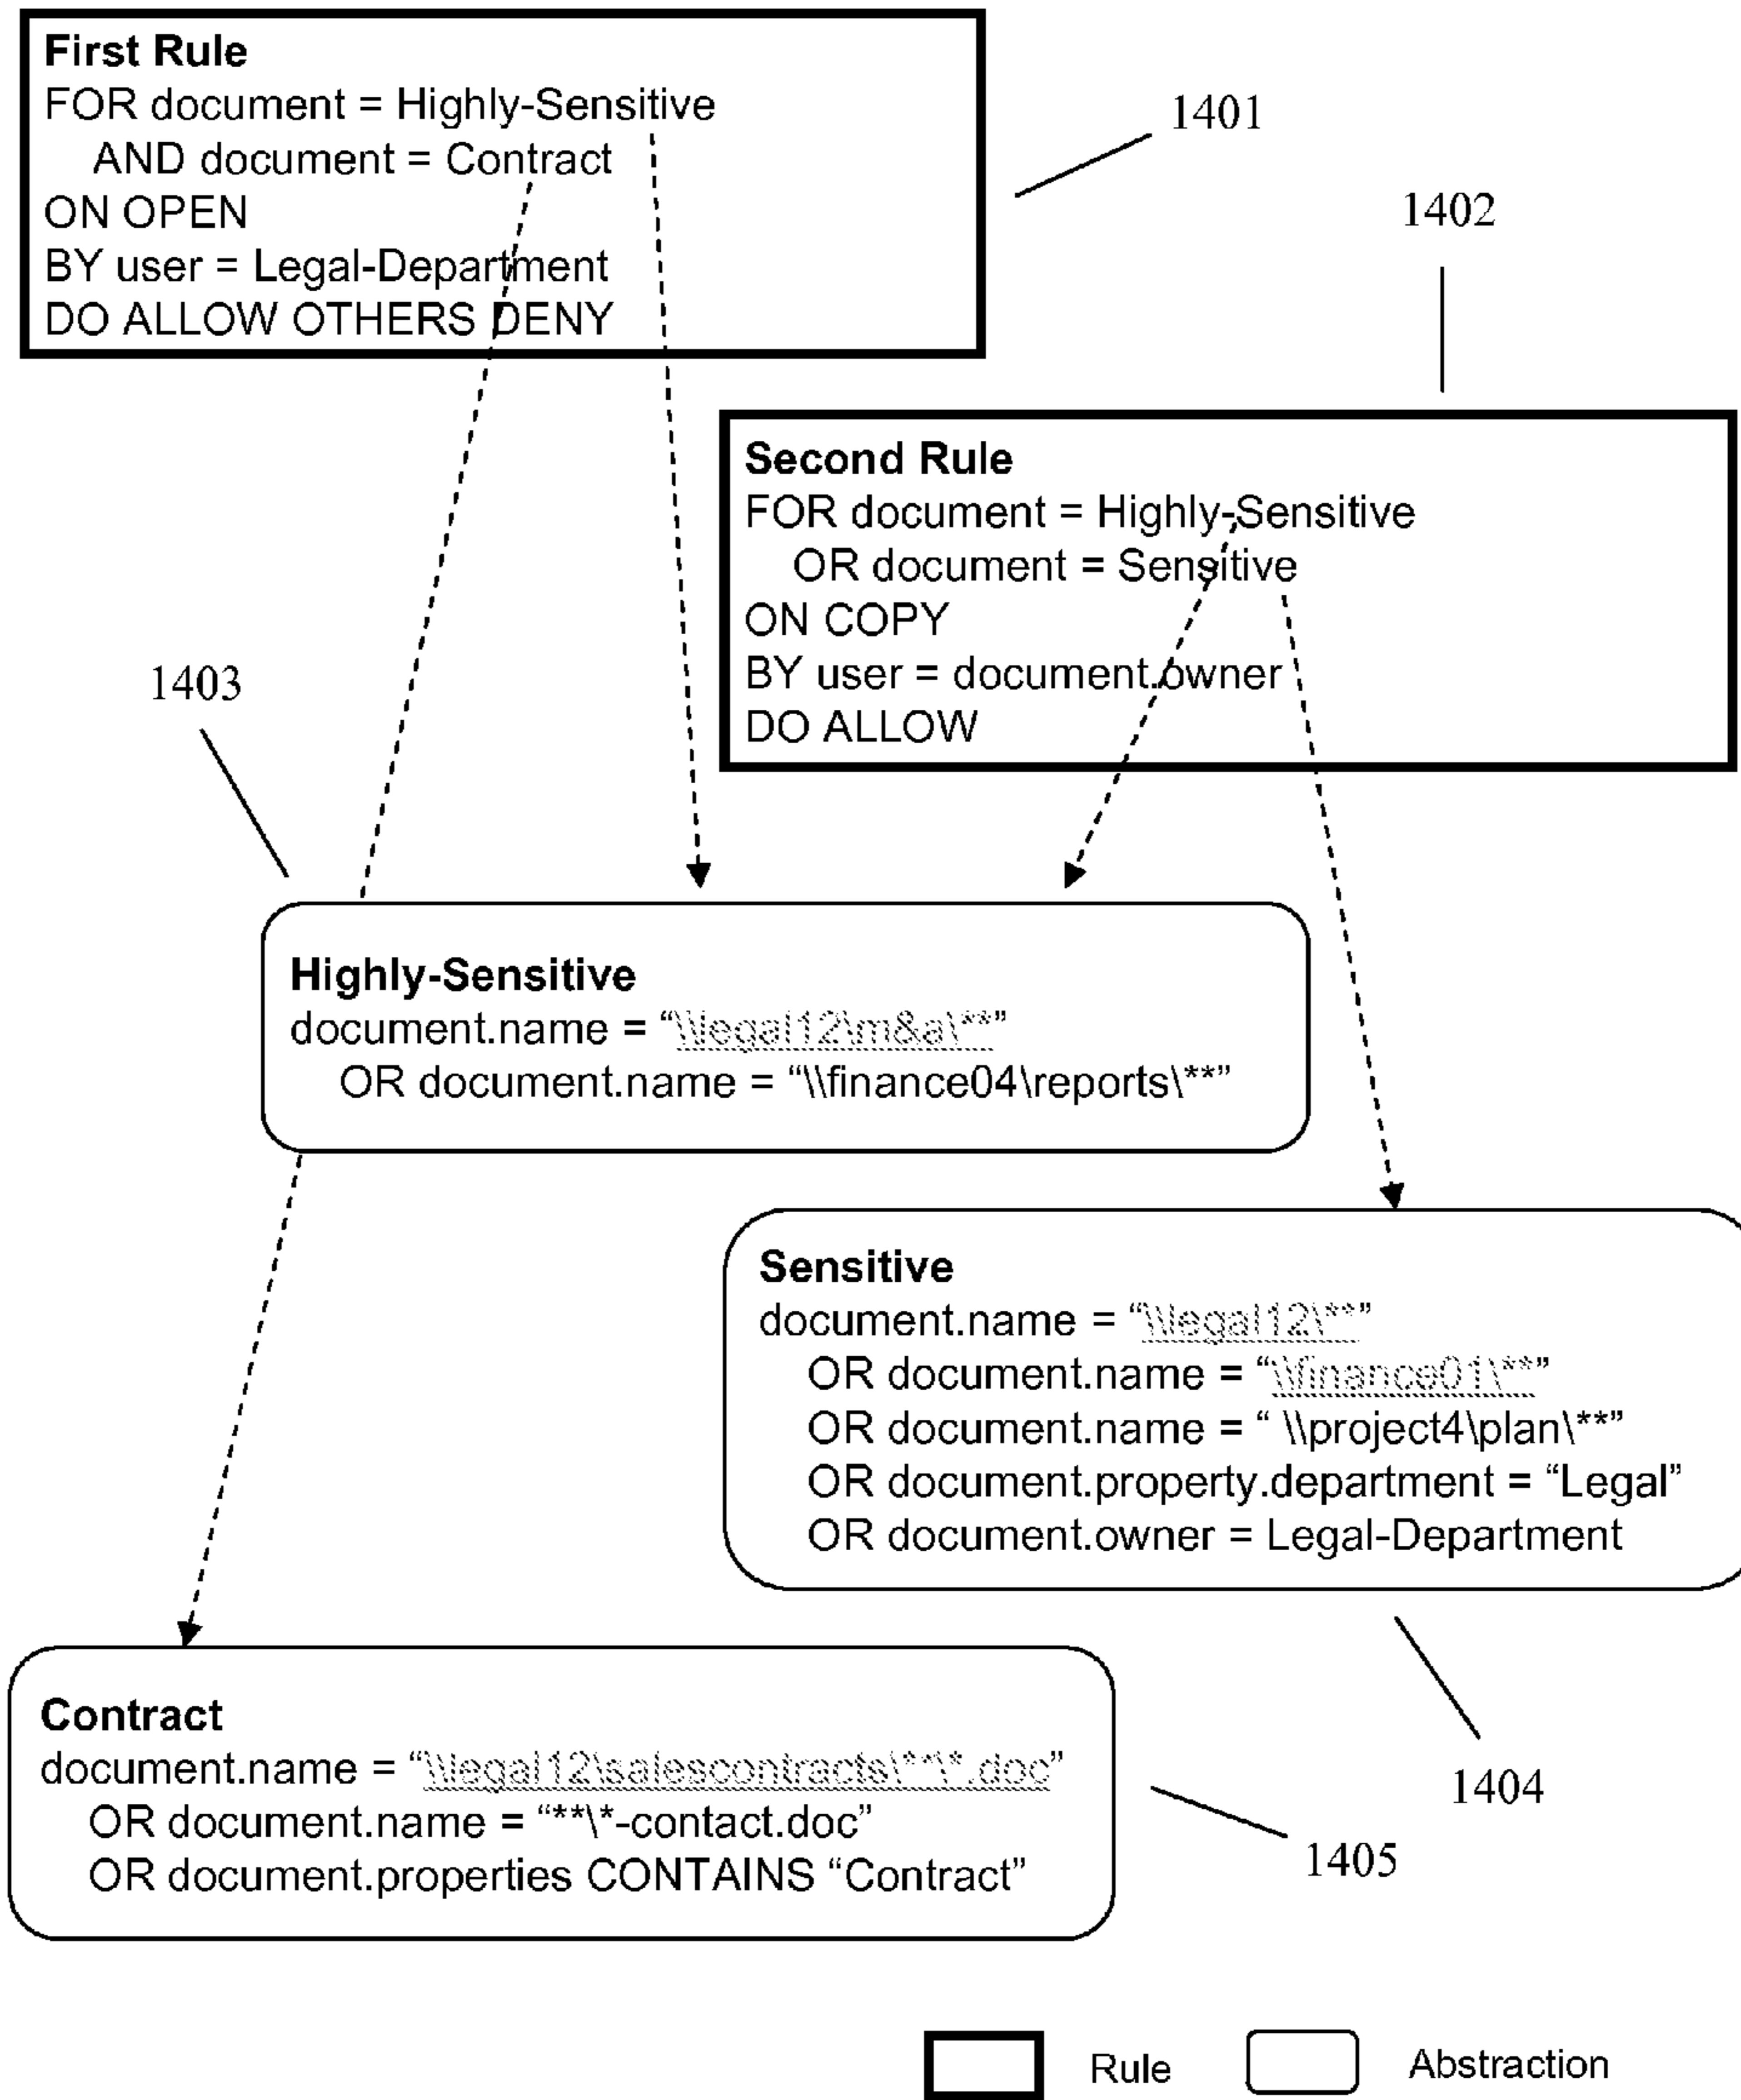 First Rule
FOR document = Highly-Sensitive
AND document = Contract
ON OPEN
BY user = Legal-Department
DO ALLOW OTHERS DENY
1401
1402
Second Rule
FOR document = Highly-Sensitive
OR document = Sensitive
ON COPY
BY user = document.owner
DO ALLOW
1403
Highly-Sensitive
document.name = “\\legal12\m&a\**”
OR document.name = “\\finance04\reports\**”
Sensitive
document.name = “\\legal12\**”
OR document.name = “\\finance01\**”
OR document.name = “ \\project4\plan\**”
OR document.property.department = “Legal”
OR document.owner = Legal-Department
1404
Contract
document.name = “\\legal12\salescontracts\**\*.doc”
OR document.name = “**\*-contact.doc”
OR document.properties CONTAINS “Contract”
1405
Rule
Abstraction